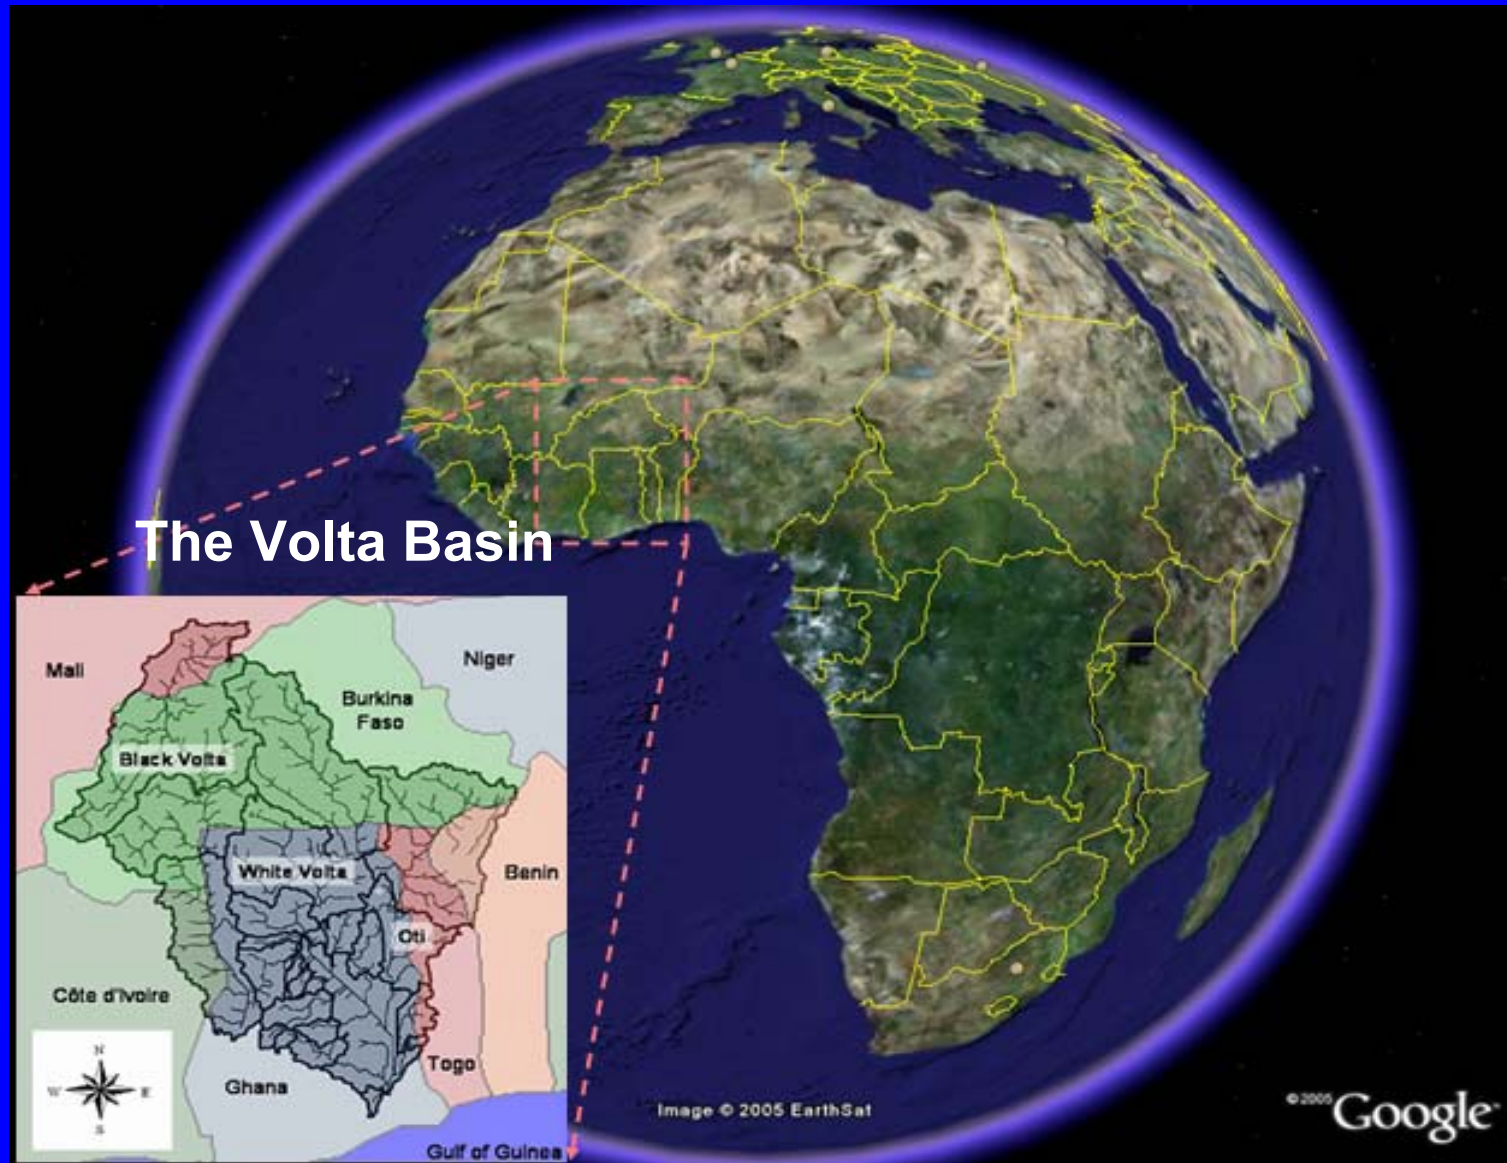 The Volta Basin
Mali
Niger
Burkina
Faso
Black Volta
White Volta
Benin
Oti
Côte d'Ivoire
N
W
E
S
Togo
Ghana
Gulf of Guinea
Image © 2005 EarthSat
© 2005 Google